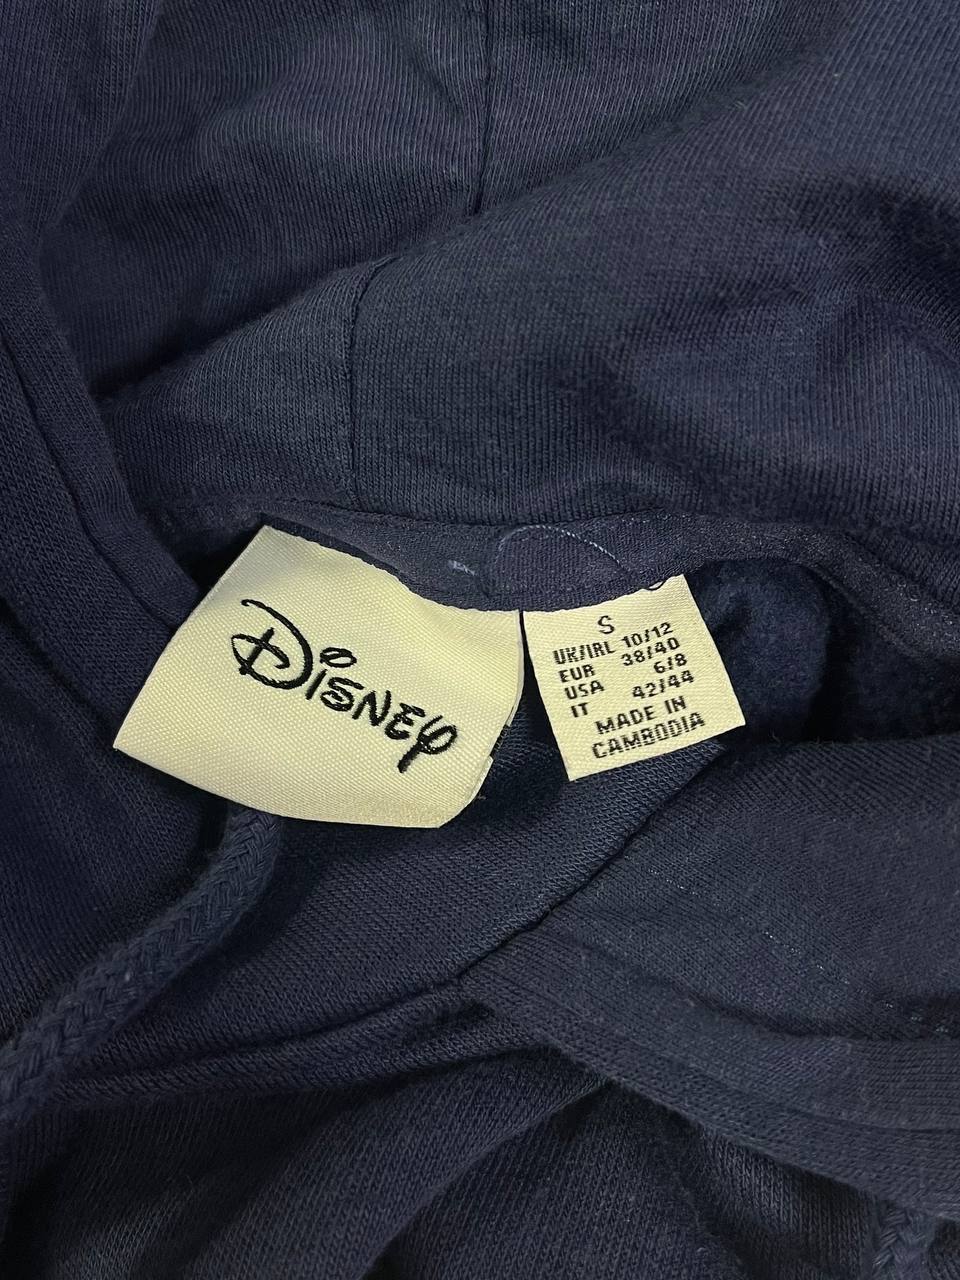 Disney
S
UK/IRL 10/12
EUR 38/40
USA 6/8
IT 42/44
MADE IN
CAMBODIA